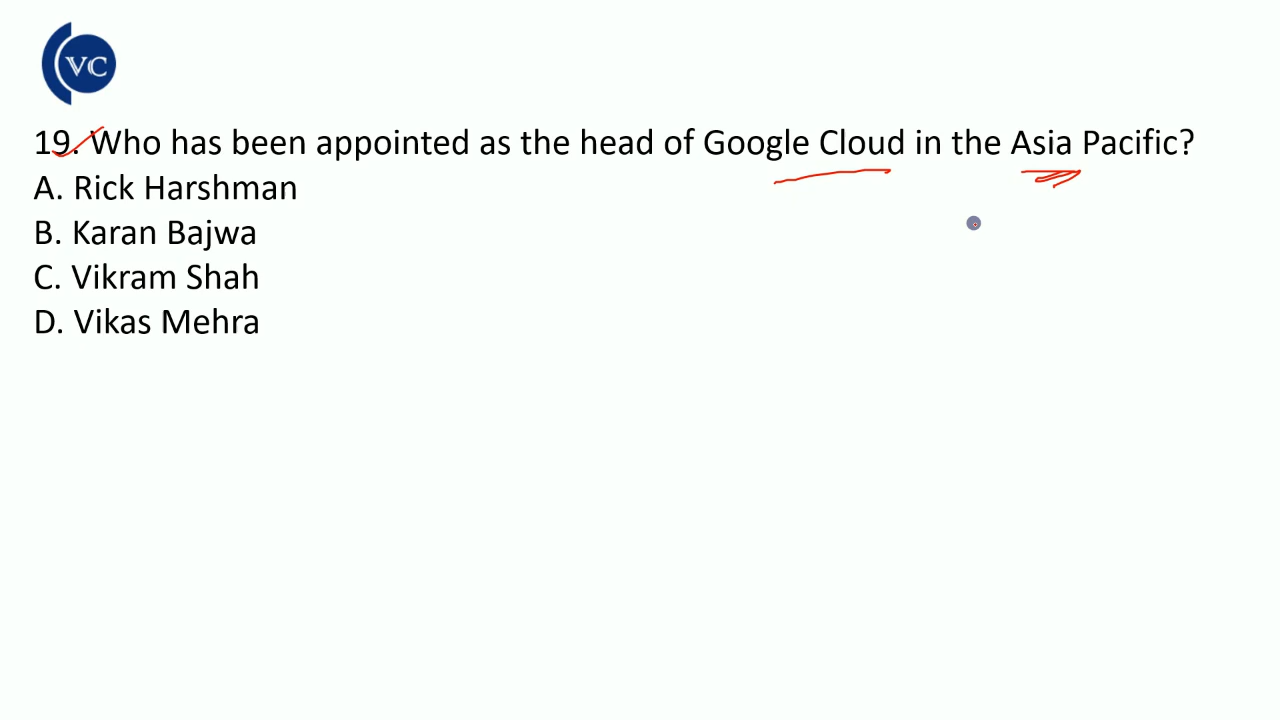 VC
19. Who has been appointed as the head of Google Cloud in the Asia Pacific?
A. Rick Harshman
B. Karan Bajwa
C. Vikram Shah
D. Vikas Mehra